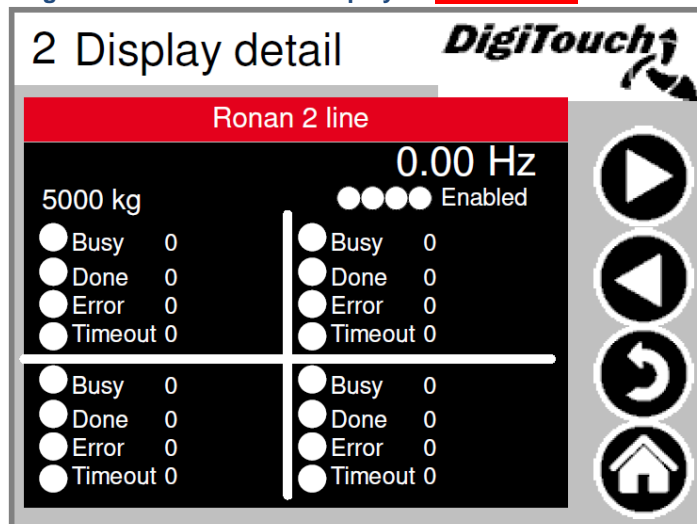 2 Display detail
DigiTouch
Ronan 2 line
0.00 Hz
5000 kg
Enabled
Busy 0
Done 0
Error 0
Timeout 0
Busy 0
Done 0
Error 0
Timeout 0
Busy 0
Done 0
Error 0
Timeout 0
Busy 0
Done 0
Error 0
Timeout 0